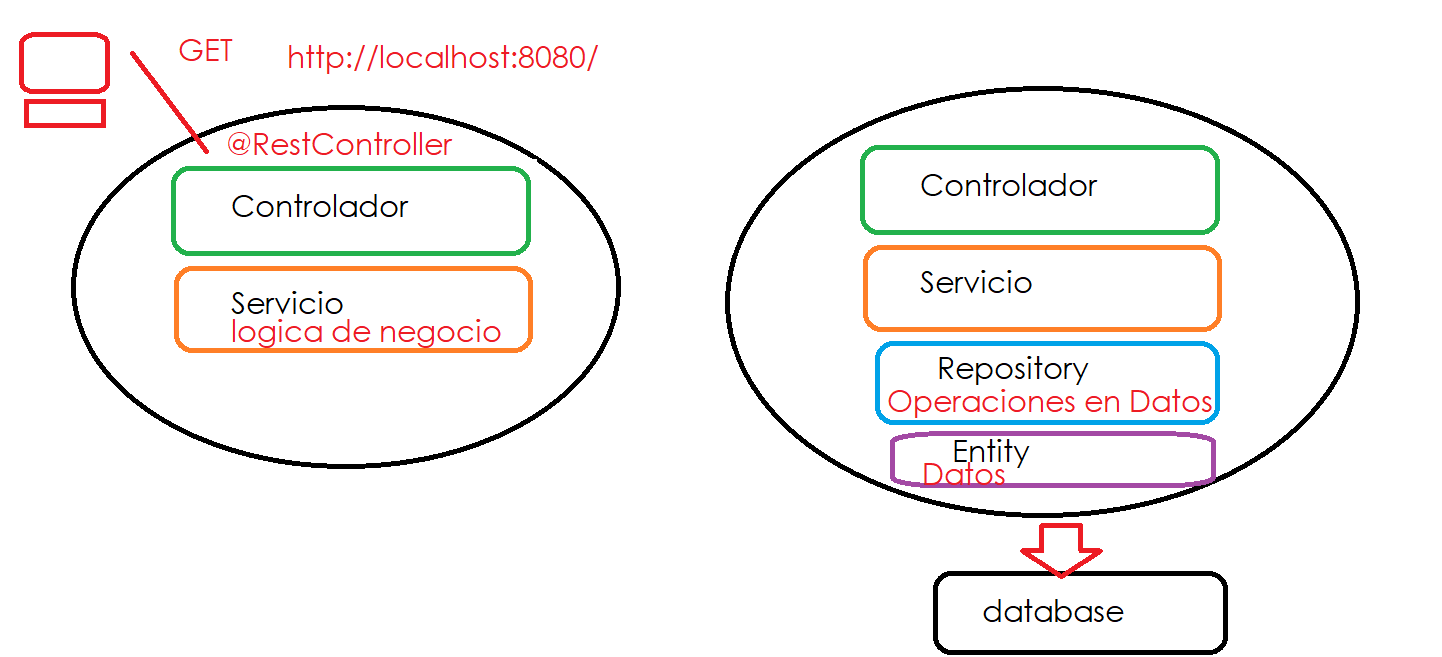 GET
http://localhost:8080/
@RestController
Controlador
Servicio
logica de negocio
Controlador
Servicio
Repository
Operaciones en Datos
Entity
Datos
database